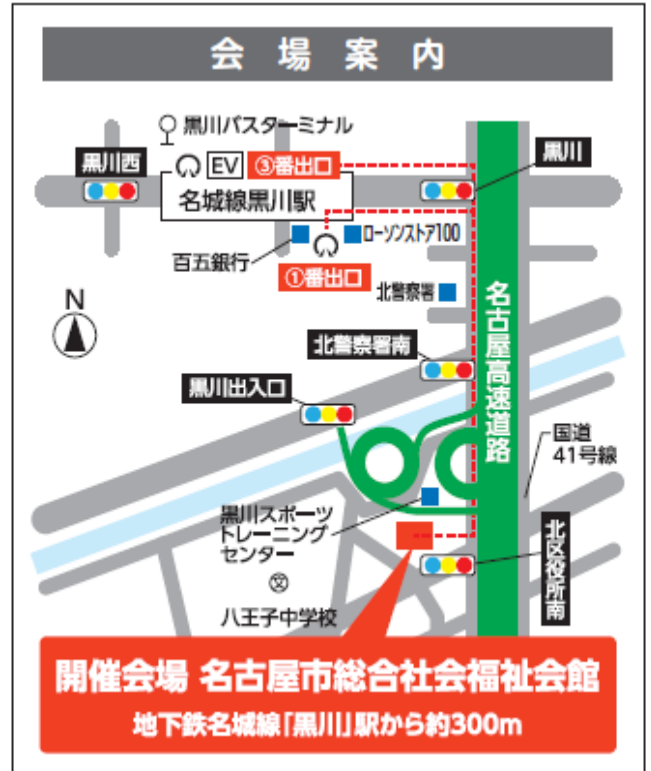 会場案内
黒川バスターミナル
黒川西
EV
③番出口
黒川
名城線黒川駅
百五銀行
ローソンストア100
①番出口
北警察署
N
名古屋高速道路
北警察署南
黒川出入口
国道
41号線
黒川スポーツ
トレーニング
センター
北区役所南
文
八王子中学校
開催会場 名古屋市総合社会福祉会館
地下鉄名城線「黒川」駅から約300m